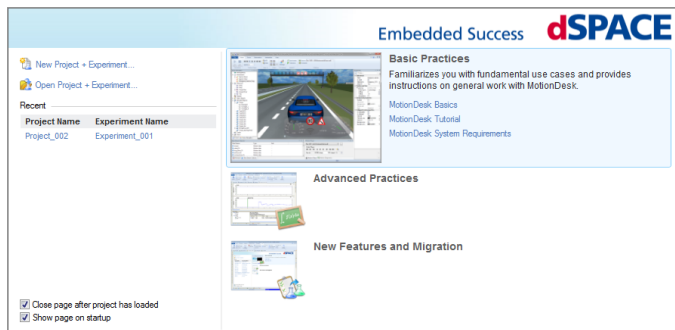 Embedded Success dSPACE
New Project + Experiment...
Open Project + Experiment...
Recent
Project Name Experiment Name
Project_002 Experiment_001
Close page after project has loaded
Show page on startup
Basic Practices
Familiarizes you with fundamental use cases and provides
instructions on general work with MotionDesk.
MotionDesk Basics
MotionDesk Tutorial
MotionDesk System Requirements
Advanced Practices
New Features and Migration